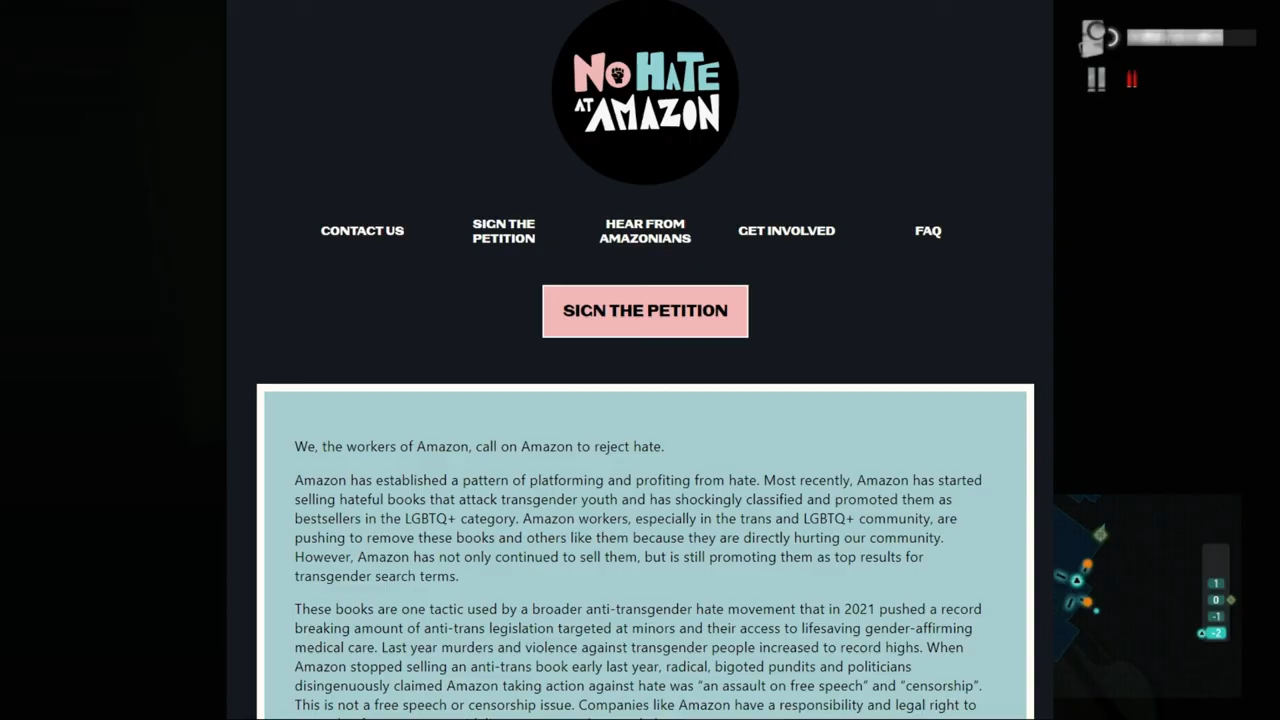 NO HATE
AT AMAZON
CONTACT US
SIGN THE
PETITION
HEAR FROM
AMAZONIANS
GET INVOLVED
FAQ
SIGN THE PETITION
We, the workers of Amazon, call on Amazon to reject hate.
Amazon has established a pattern of platforming and profiting from hate. Most recently, Amazon has started
selling hateful books that attack transgender youth and has shockingly classified and promoted them as
bestsellers in the LGBTQ+ category. Amazon workers, especially in the trans and LGBTQ+ community, are
pushing to remove these books and others like them because they are directly hurting our community.
However, Amazon has not only continued to sell them, but is still promoting them as top results for
transgender search terms.
These books are one tactic used by a broader anti-transgender hate movement that in 2021 pushed a record
breaking amount of anti-trans legislation targeted at minors and their access to lifesaving gender-affirming
medical care. Last year murders and violence against transgender people increased to record highs. When
Amazon stopped selling an anti-trans book early last year, radical, bigoted pundits and politicians
disingenuously claimed Amazon taking action against hate was “an assault on free speech” and “censorship”.
This is not a free speech or censorship issue. Companies like Amazon have a responsibility and legal right to
1
0
-1
-2